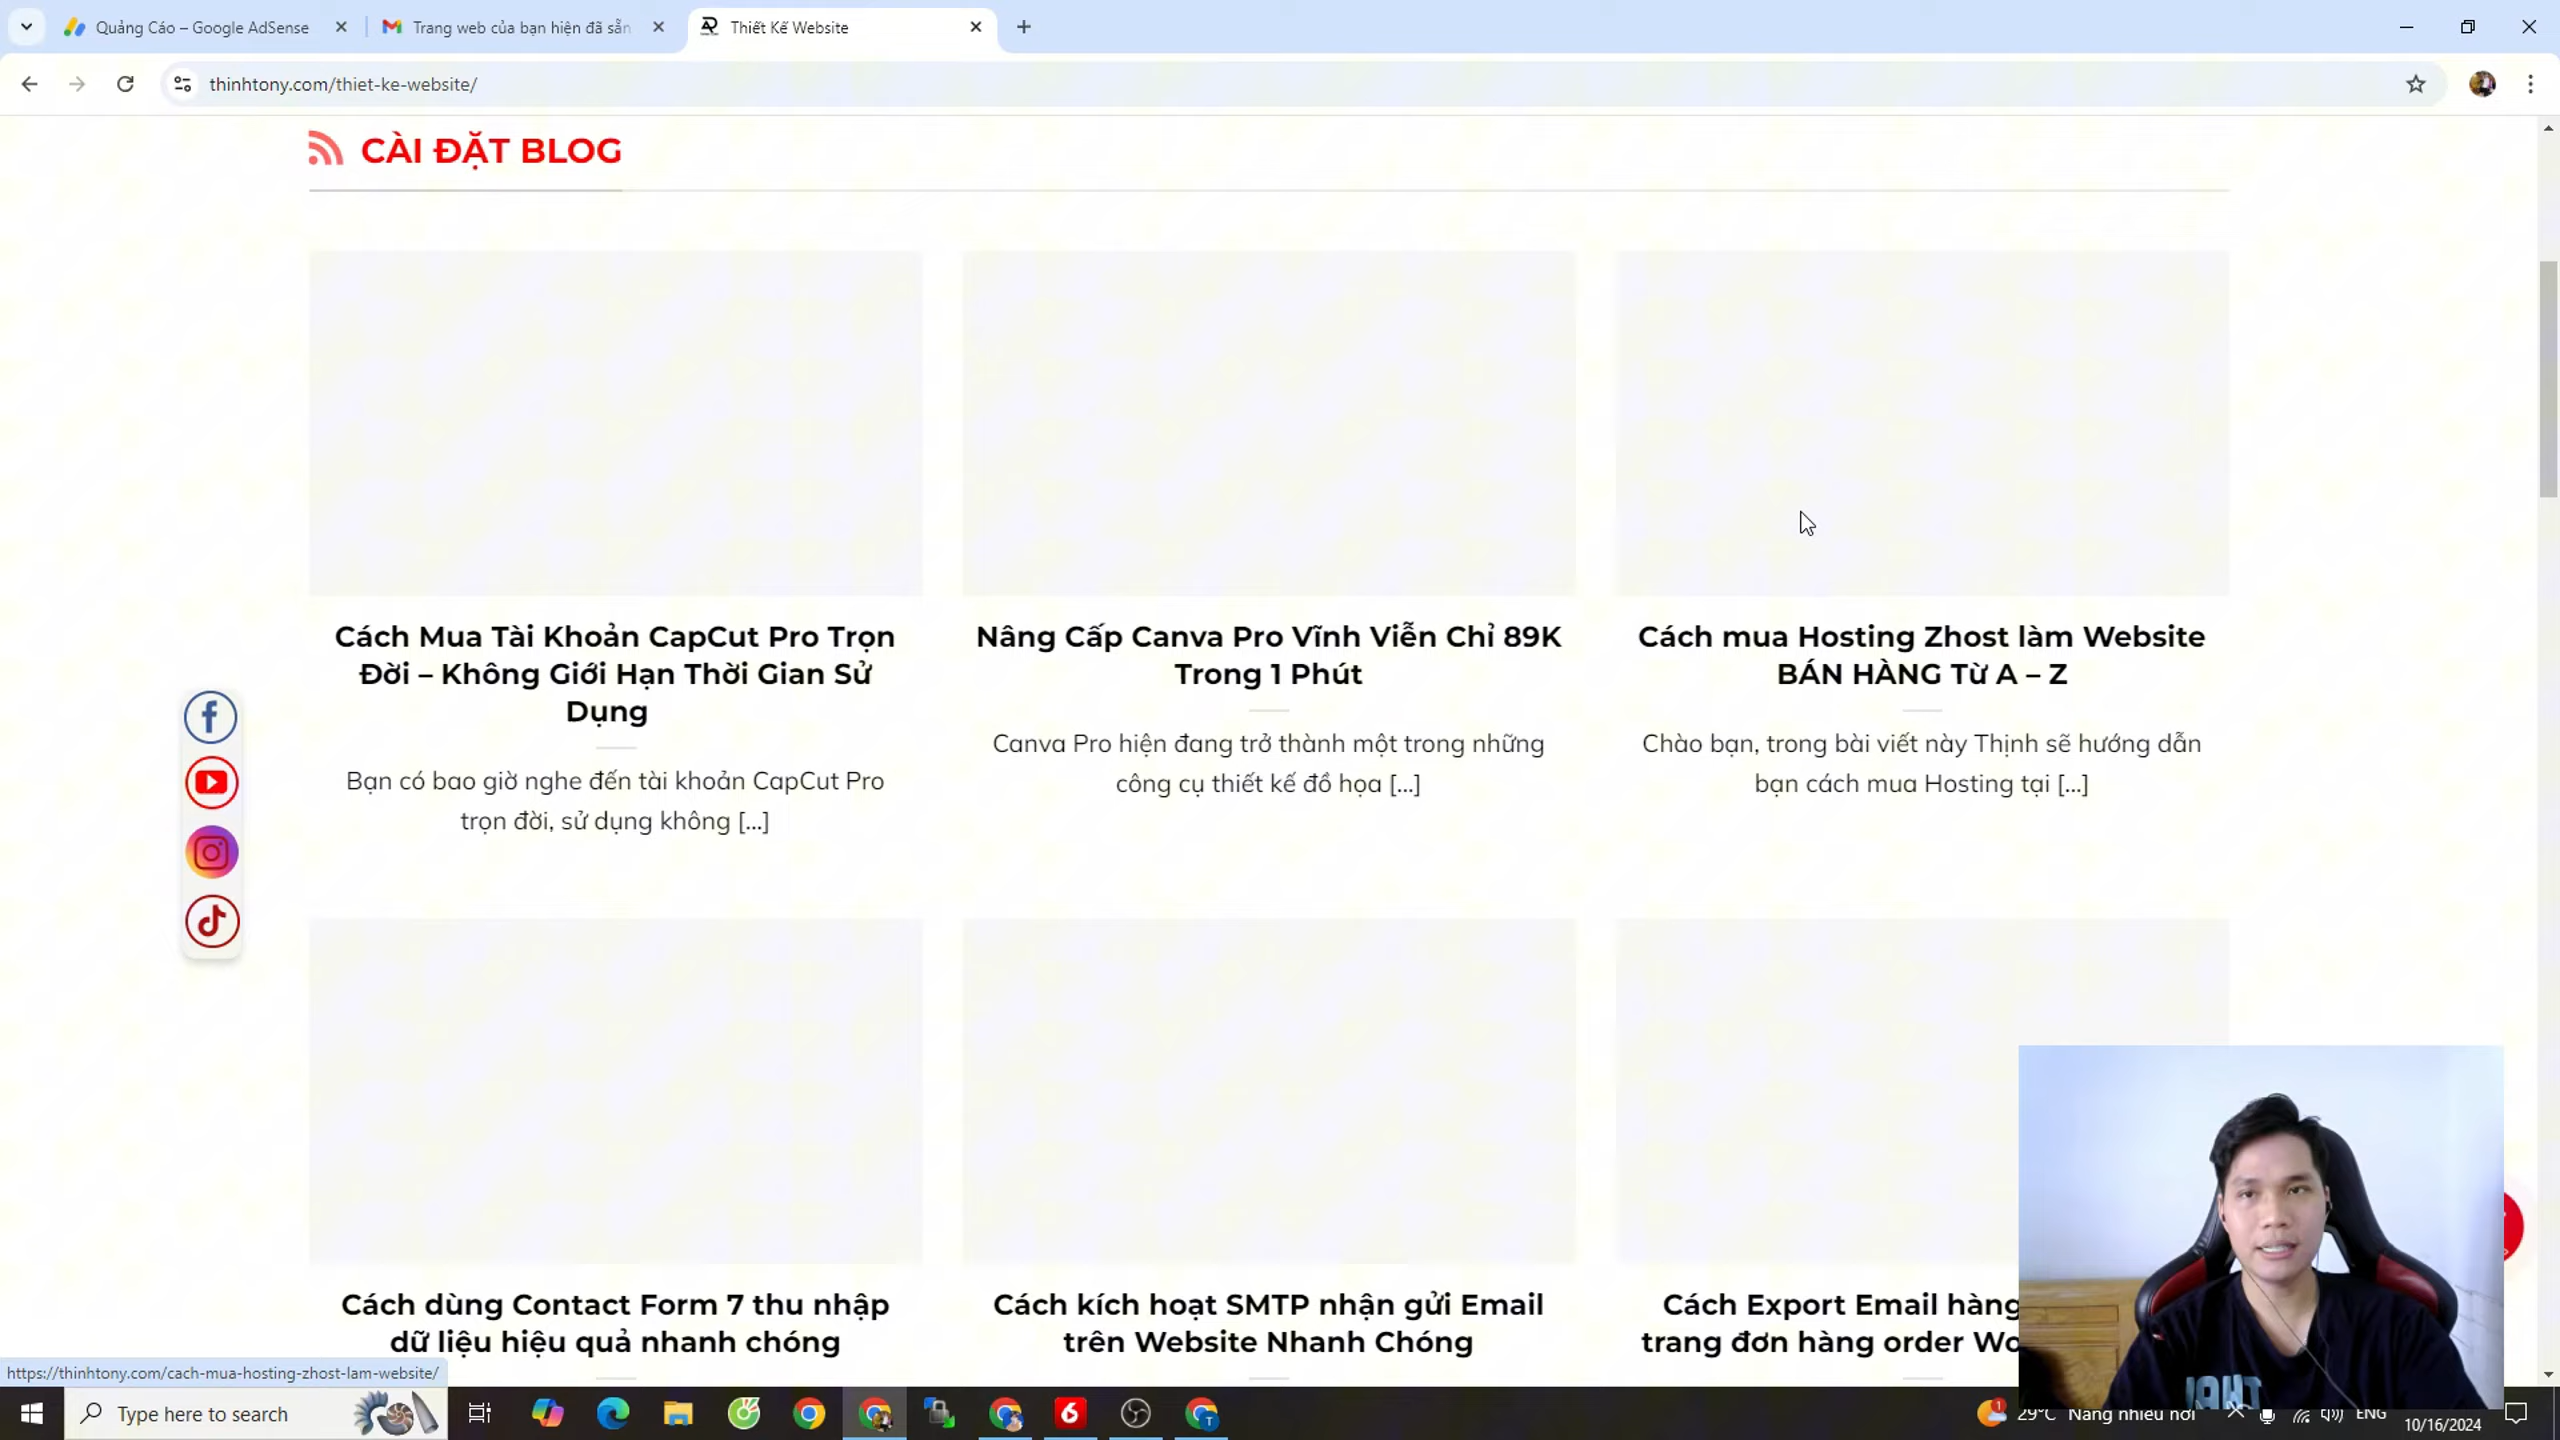 Quảng Cáo – Google AdSense
Trang web của bạn hiện đã sẵn
Thiết Kế Website
thinhtony.com/thiet-ke-website/
CÀI ĐẶT BLOG
Cách Mua Tài Khoản CapCut Pro Trọn
Đời – Không Giới Hạn Thời Gian Sử
Dụng
Bạn có bao giờ nghe đến tài khoản CapCut Pro
trọn đời, sử dụng không [...]
Nâng Cấp Canva Pro Vĩnh Viễn Chỉ 89K
Trong 1 Phút
Canva Pro hiện đang trở thành một trong những
công cụ thiết kế đồ họa [...]
Cách mua Hosting Zhost làm Website
BÁN HÀNG Từ A – Z
Chào bạn, trong bài viết này Thịnh sẽ hướng dẫn
bạn cách mua Hosting tại [...]
Cách dùng Contact Form 7 thu nhập
dữ liệu hiệu quả nhanh chóng
Cách kích hoạt SMTP nhận gửi Email
trên Website Nhanh Chóng
Cách Export Email hàng
trang đơn hàng order
https://thinhtony.com/cach-mua-hosting-zhost-lam-website/
Type here to search
29°C Nắng nhiều nơi
ENG
10/16/2024